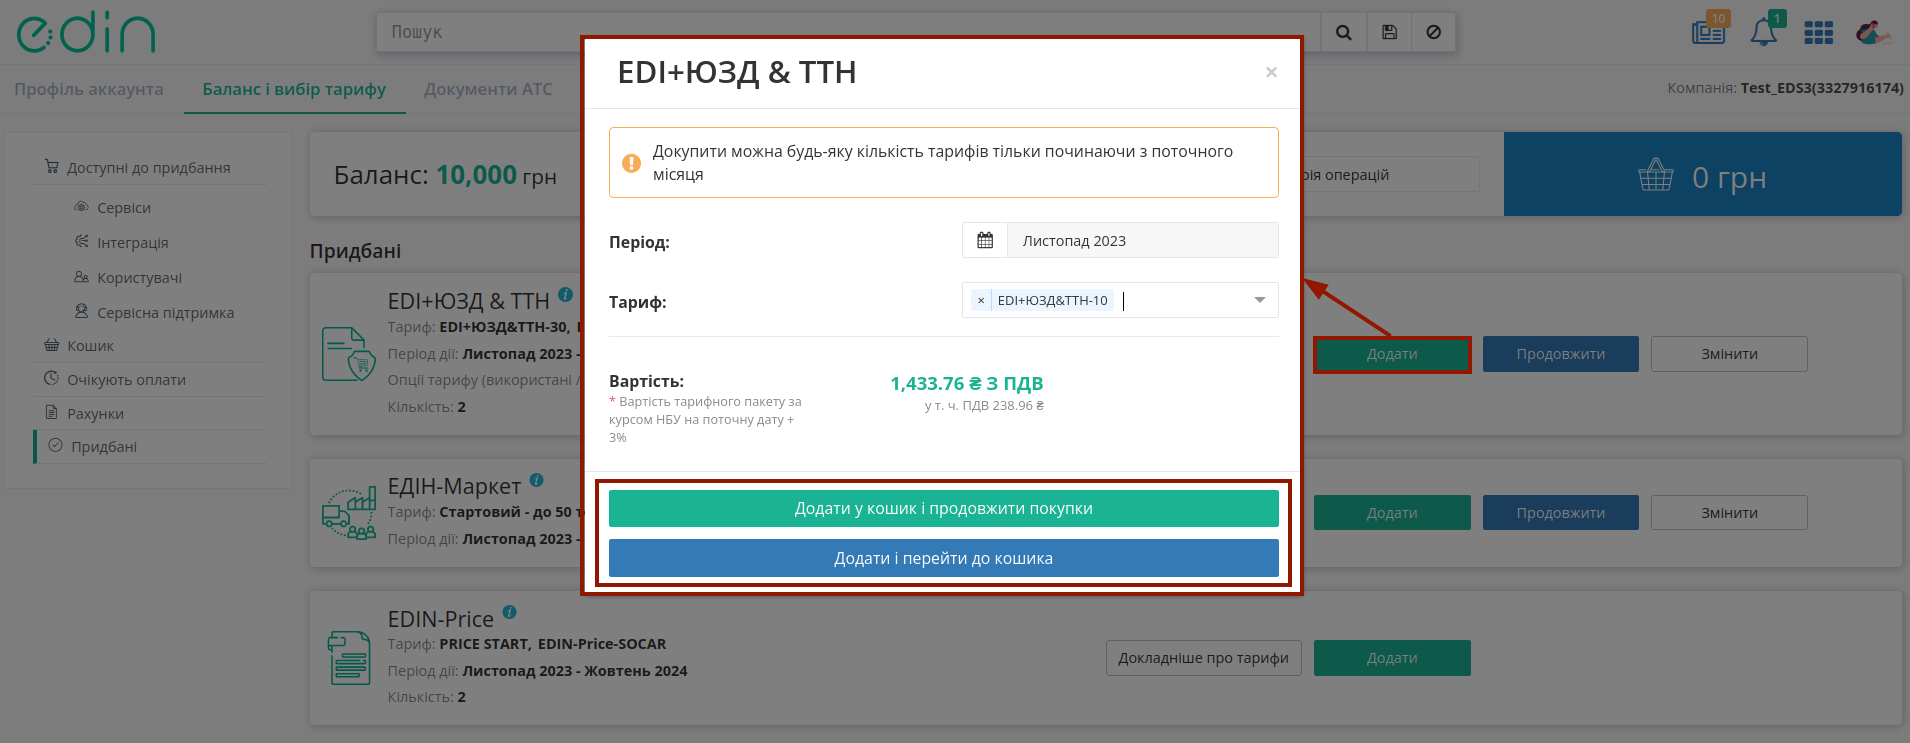 edin
Пошук
10
1
Профіль аккаунта
Баланс і вибір тарифу
Документи АТС
Компанія: Test_EDS3(3327916174)
Доступні до придбання
Сервіси
Інтеграція
Користувачі
Сервісна підтримка
Кошик
Очікують оплати
Рахунки
Придбані
Баланс: 10,000 грн
рія операцій
0 грн
Придбані
EDI+ЮЗД & ТТН
Тариф: EDI+ЮЗД&ТТН-30,
Період дії: Листопад 2023 -
Опції тарифу (використані /
Кількість: 2
Додати
Продовжити
Змінити
ЕДІН-Маркет
Тариф: Стартовий - до 50 т
Період дії: Листопад 2023 -
Додати
Продовжити
Змінити
EDIN-Price
Тариф: PRICE START, EDIN-Price-SOCAR
Період дії: Листопад 2023 - Жовтень 2024
Кількість: 2
Докладніше про тарифи
Додати
EDI+ЮЗД & ТТН
×
Докупити можна будь-яку кількість тарифів тільки починаючи з поточного
місяця
Період:
Листопад 2023
Тариф:
× EDI+ЮЗД&ТТН-10
Вартість:
1,433.76 ₴ З ПДВ
* Вартість тарифного пакету за
курсом НБУ на поточну дату +
3%
у т. ч. ПДВ 238.96 ₴
Додати у кошик і продовжити покупки
Додати і перейти до кошика